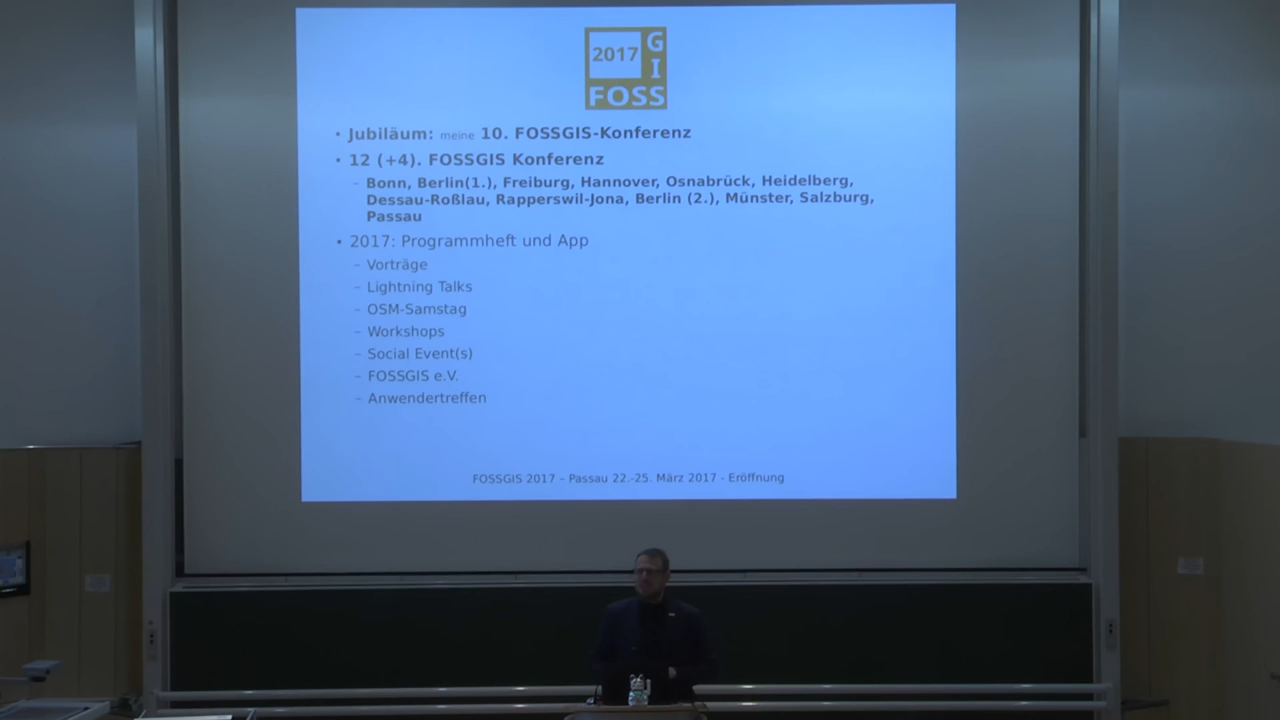 2017
G
I
FOSS
• Jubiläum: meine 10. FOSSGIS-Konferenz
• 12 (+4). FOSSGIS Konferenz
– Bonn, Berlin(1.), Freiburg, Hannover, Osnabrück, Heidelberg,
Dessau-Roßlau, Rapperswil-Jona, Berlin (2.), Münster, Salzburg,
Passau
• 2017: Programmheft und App
– Vorträge
– Lightning Talks
– OSM-Samstag
– Workshops
– Social Event(s)
– FOSSGIS e.V.
– Anwendertreffen
FOSSGIS 2017 – Passau 22.-25. März 2017 - Eröffnung